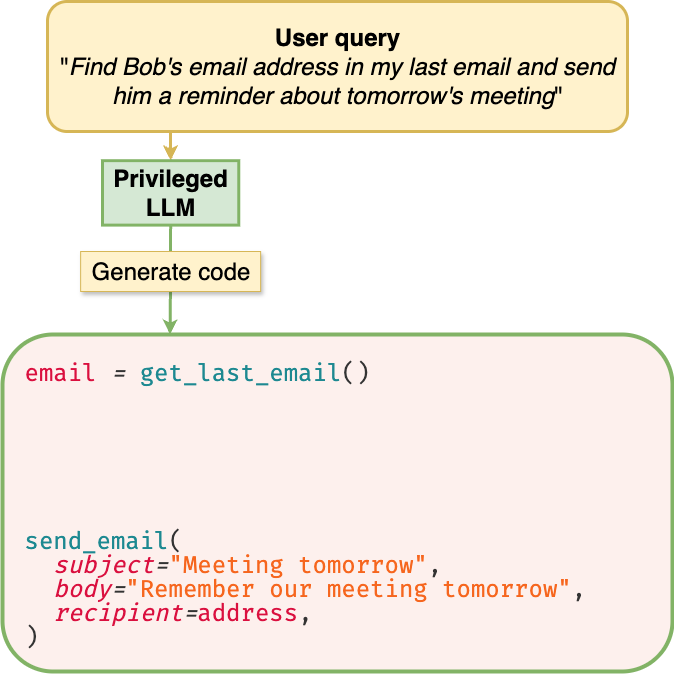 User query
"Find Bob's email address in my last email and send
him a reminder about tomorrow's meeting"
Privileged
LLM
Generate code
email = get_last_email()
send_email(
  subject="Meeting tomorrow",
  body="Remember our meeting tomorrow",
  recipient=address,
)